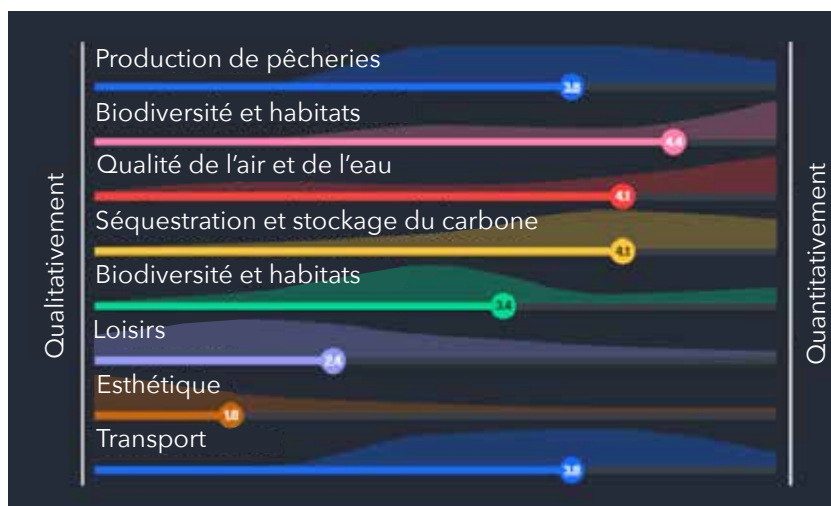 Production de pêcheries
3.8
Biodiversité et habitats
4.4
Qualité de l’air et de l’eau
4.1
Séquestration et stockage du carbone
4.1
Biodiversité et habitats
3.4
Loisirs
2.4
Esthétique
Transport
3.8
Qualitativement
Quantitativement